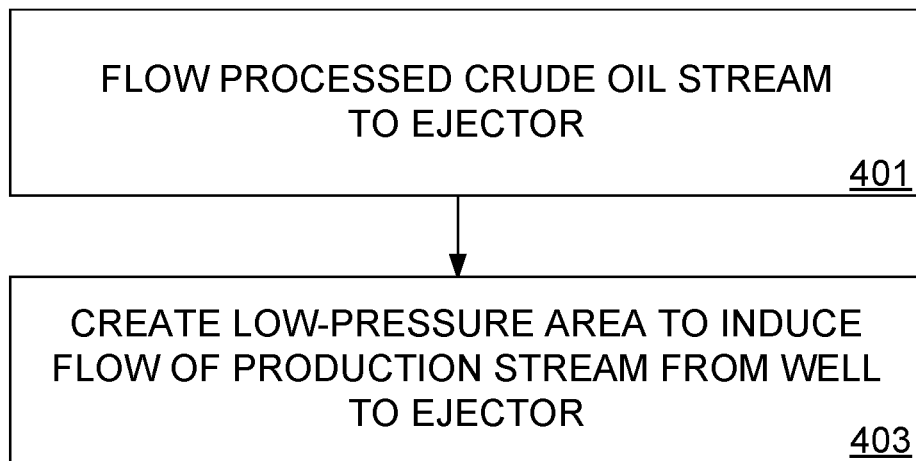 FLOW PROCESSED CRUDE OIL STREAM
TO EJECTOR
401
CREATE LOW-PRESSURE AREA TO INDUCE
FLOW OF PRODUCTION STREAM FROM WELL
TO EJECTOR
403